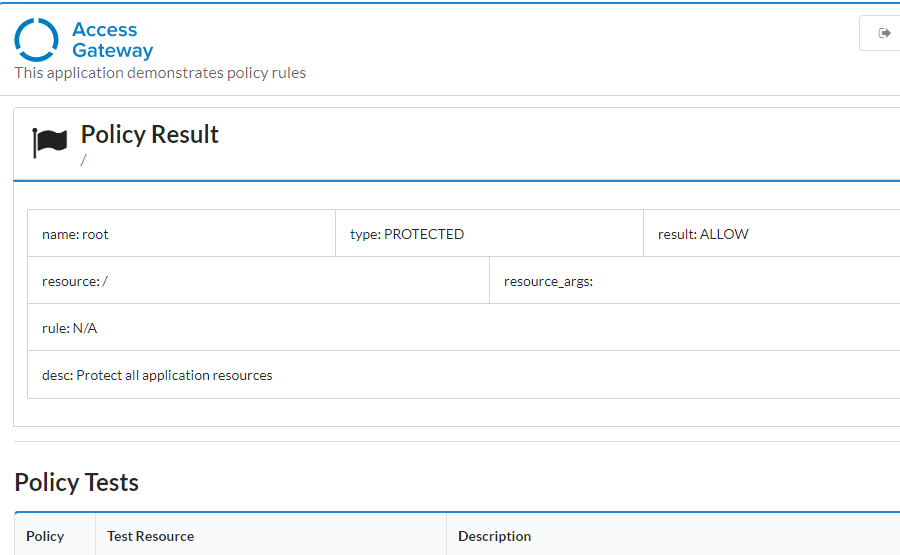 Access
Gateway
This application demonstrates policy rules
Policy Result
/
name: root type: PROTECTED result: ALLOW
resource: / resource_args:
rule: N/A
desc: Protect all application resources
Policy Tests
Policy Test Resource Description